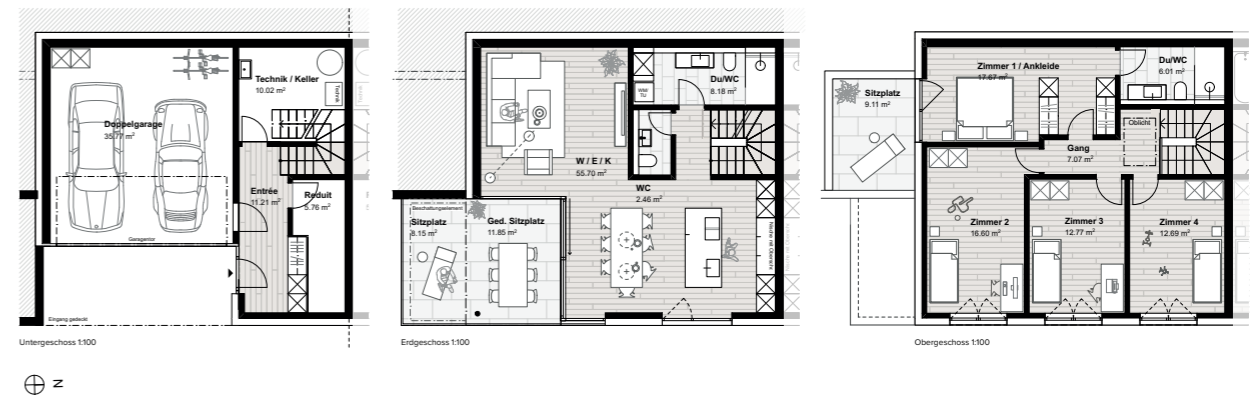 Technik / Keller
10.02 m²
Technik
Doppelgarage
35.77 m²
Entrée
11.21 m²
Reduit
5.76 m²
Garagentor
Eingang gedeckt
Untergeschoss 1:100
Du/WC
8.18 m²
WM/
TU
W / E / K
55.70 m²
WC
2.46 m²
Beschattungselement
Sitzplatz
8.15 m²
Ged. Sitzplatz
11.85 m²
Erdgeschoss 1:100
Zimmer 1 / Ankleide
17.67 m²
Du/WC
6.01 m²
Sitzplatz
9.11 m²
Oblicht
Gang
7.07 m²
Zimmer 2
16.60 m²
Zimmer 3
12.77 m²
Zimmer 4
12.69 m²
Obergeschoss 1:100
N